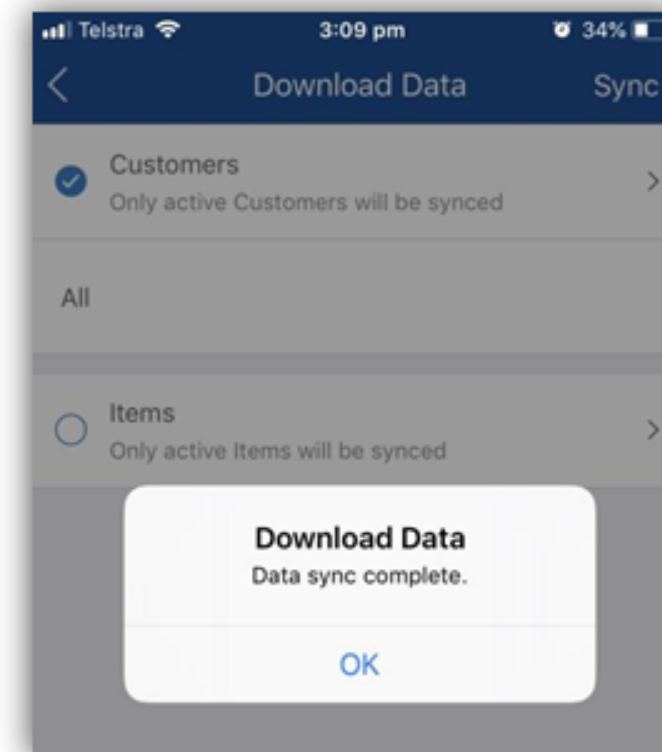 Telstra 3:09 pm 34%
Download Data Sync
Customers
Only active Customers will be synced
All
Items
Only active Items will be synced
Download Data
Data sync complete.
OK